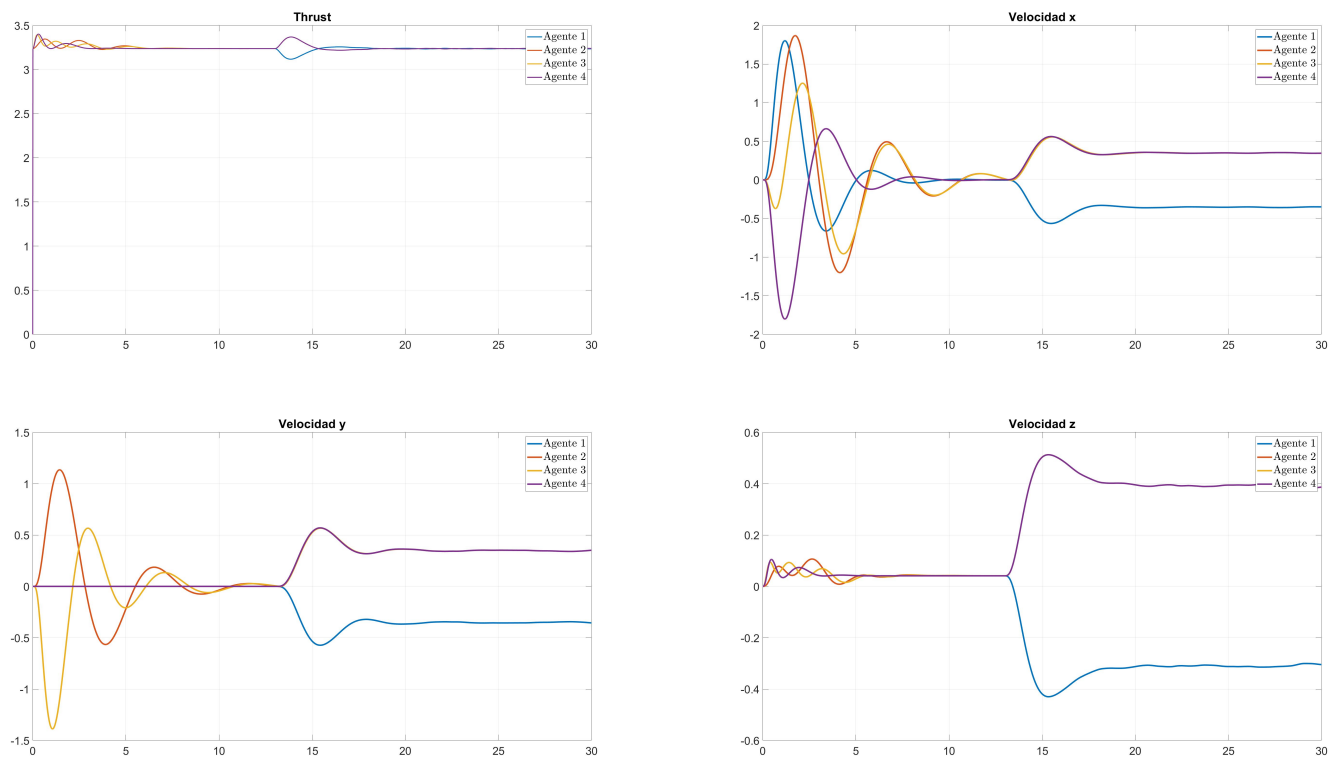 Thrust
3.5
3
2.5
2
1.5
1
0.5
0
0 5 10 15 20 25 30
Agente 1
Agente 2
Agente 3
Agente 4
Velocidad x
2
1.5
1
0.5
0
-0.5
-1
-1.5
-2
0 5 10 15 20 25 30
Agente 1
Agente 2
Agente 3
Agente 4
Velocidad y
1.5
1
0.5
0
-0.5
-1
-1.5
0 5 10 15 20 25 30
Agente 1
Agente 2
Agente 3
Agente 4
Velocidad z
0.6
0.4
0.2
0
-0.2
-0.4
-0.6
0 5 10 15 20 25 30
Agente 1
Agente 2
Agente 3
Agente 4